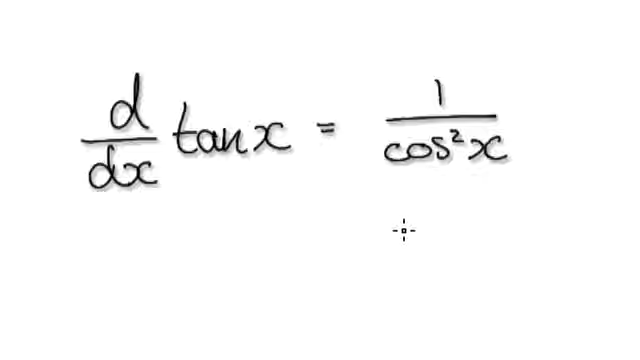 d/dx tan x = 1/cos²x